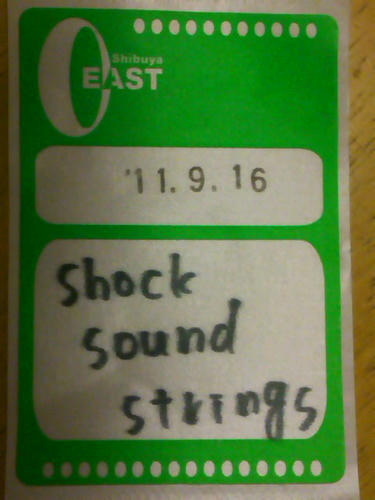 Shibuya
O EAST
'11. 9. 16
Shock
sound
strings